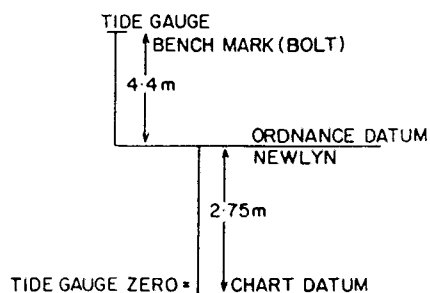 TIDE GAUGE
BENCH MARK (BOLT)
4·4m
ORDNANCE DATUM
NEWLYN
2·75m
TIDE GAUGE ZERO = CHART DATUM